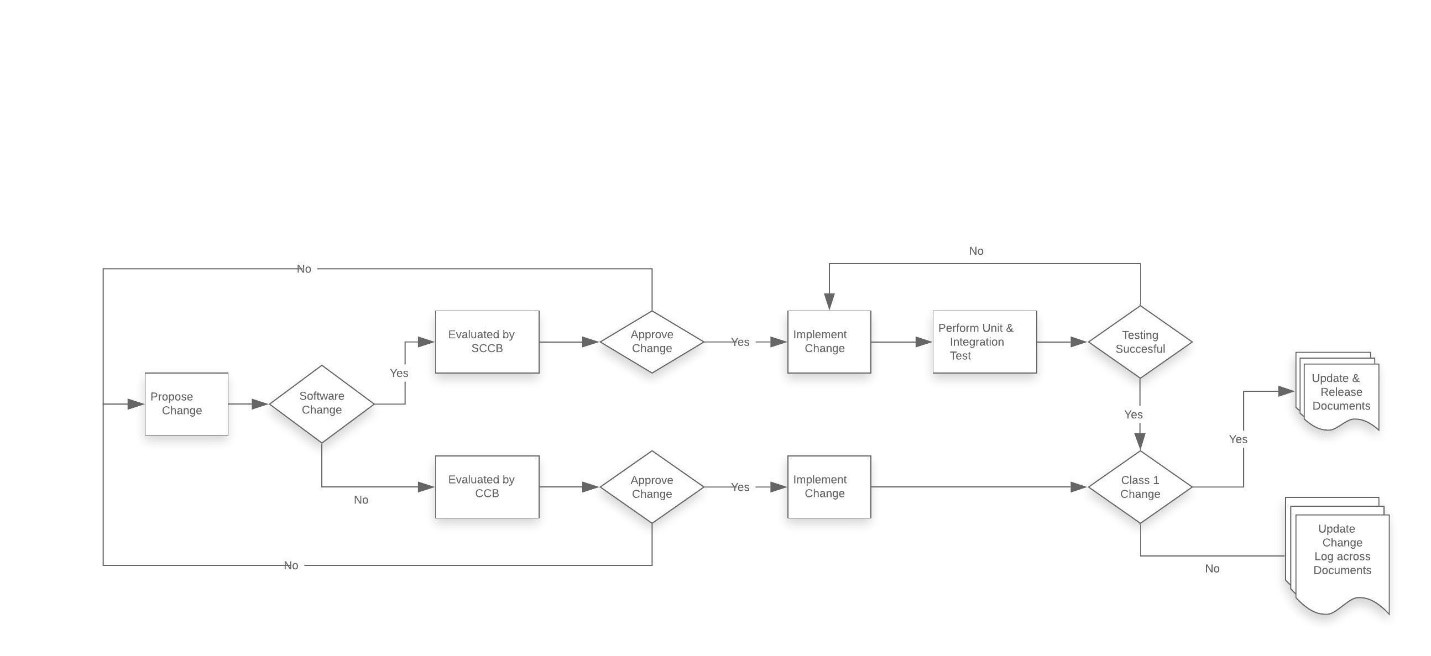 No
No
Evaluated by
SCCB
Approve
Change
Yes
Implement
Change
Perform Unit &
Integration
Test
Testing
Succesful
Propose
Change
Software
Change
Yes
Yes
Update &
Release
Documents
Yes
No
Evaluated by
CCB
Approve
Change
Yes
Implement
Change
Class 1
Change
No
No
Update
Change
Log across
Documents